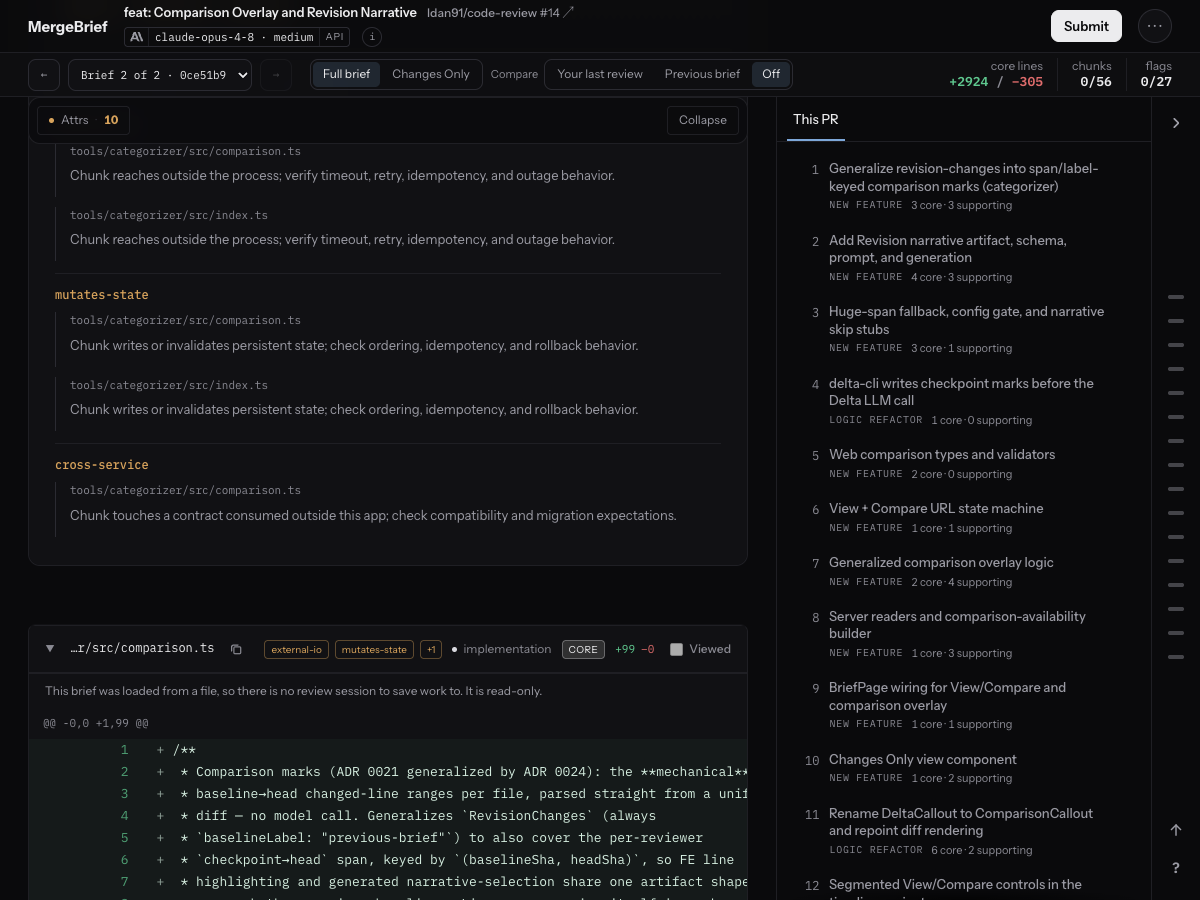 MergeBrief
feat: Comparison Overlay and Revision Narrative ldan91/code-review #14
claude-opus-4-8 · medium API i
Submit
···
← Brief 2 of 2 · 0ce51b9 →
Full brief Changes Only Compare Your last review Previous brief Off
core lines chunks flags
+2924 / −305 0/56 0/27
Attrs 10 Collapse
tools/categorizer/src/comparison.ts
Chunk reaches outside the process; verify timeout, retry, idempotency, and outage behavior.
tools/categorizer/src/index.ts
Chunk reaches outside the process; verify timeout, retry, idempotency, and outage behavior.
mutates-state
tools/categorizer/src/comparison.ts
Chunk writes or invalidates persistent state; check ordering, idempotency, and rollback behavior.
tools/categorizer/src/index.ts
Chunk writes or invalidates persistent state; check ordering, idempotency, and rollback behavior.
cross-service
tools/categorizer/src/comparison.ts
Chunk touches a contract consumed outside this app; check compatibility and migration expectations.
…r/src/comparison.ts external-io mutates-state +1 implementation CORE +99 −0 Viewed
This brief was loaded from a file, so there is no review session to save work to. It is read-only.
@@ -0,0 +1,99 @@
1 + /**
2 + * Comparison marks (ADR 0021 generalized by ADR 0024): the **mechanical**
3 + * baseline→head changed-line ranges per file, parsed straight from a unif
4 + * diff — no model call. Generalizes `RevisionChanges` (always
5 + * `baselineLabel: "previous-brief"`) to also cover the per-reviewer
6 + * `checkpoint→head` span, keyed by `(baselineSha, headSha)`, so FE line
7 + * highlighting and generated narrative-selection share one artifact shape
This PR
1 Generalize revision-changes into span/label-
keyed comparison marks (categorizer)
NEW FEATURE 3 core · 3 supporting
2 Add Revision narrative artifact, schema,
prompt, and generation
NEW FEATURE 4 core · 3 supporting
3 Huge-span fallback, config gate, and narrative
skip stubs
NEW FEATURE 3 core · 1 supporting
4 delta-cli writes checkpoint marks before the
Delta LLM call
LOGIC REFACTOR 1 core · 0 supporting
5 Web comparison types and validators
NEW FEATURE 2 core · 0 supporting
6 View + Compare URL state machine
NEW FEATURE 1 core · 1 supporting
7 Generalized comparison overlay logic
NEW FEATURE 2 core · 4 supporting
8 Server readers and comparison-availability
builder
NEW FEATURE 1 core · 3 supporting
9 BriefPage wiring for View/Compare and
comparison overlay
NEW FEATURE 1 core · 1 supporting
10 Changes Only view component
NEW FEATURE 1 core · 2 supporting
11 Rename DeltaCallout to ComparisonCallout
and repoint diff rendering
LOGIC REFACTOR 6 core · 2 supporting
12 Segmented View/Compare controls in the
?